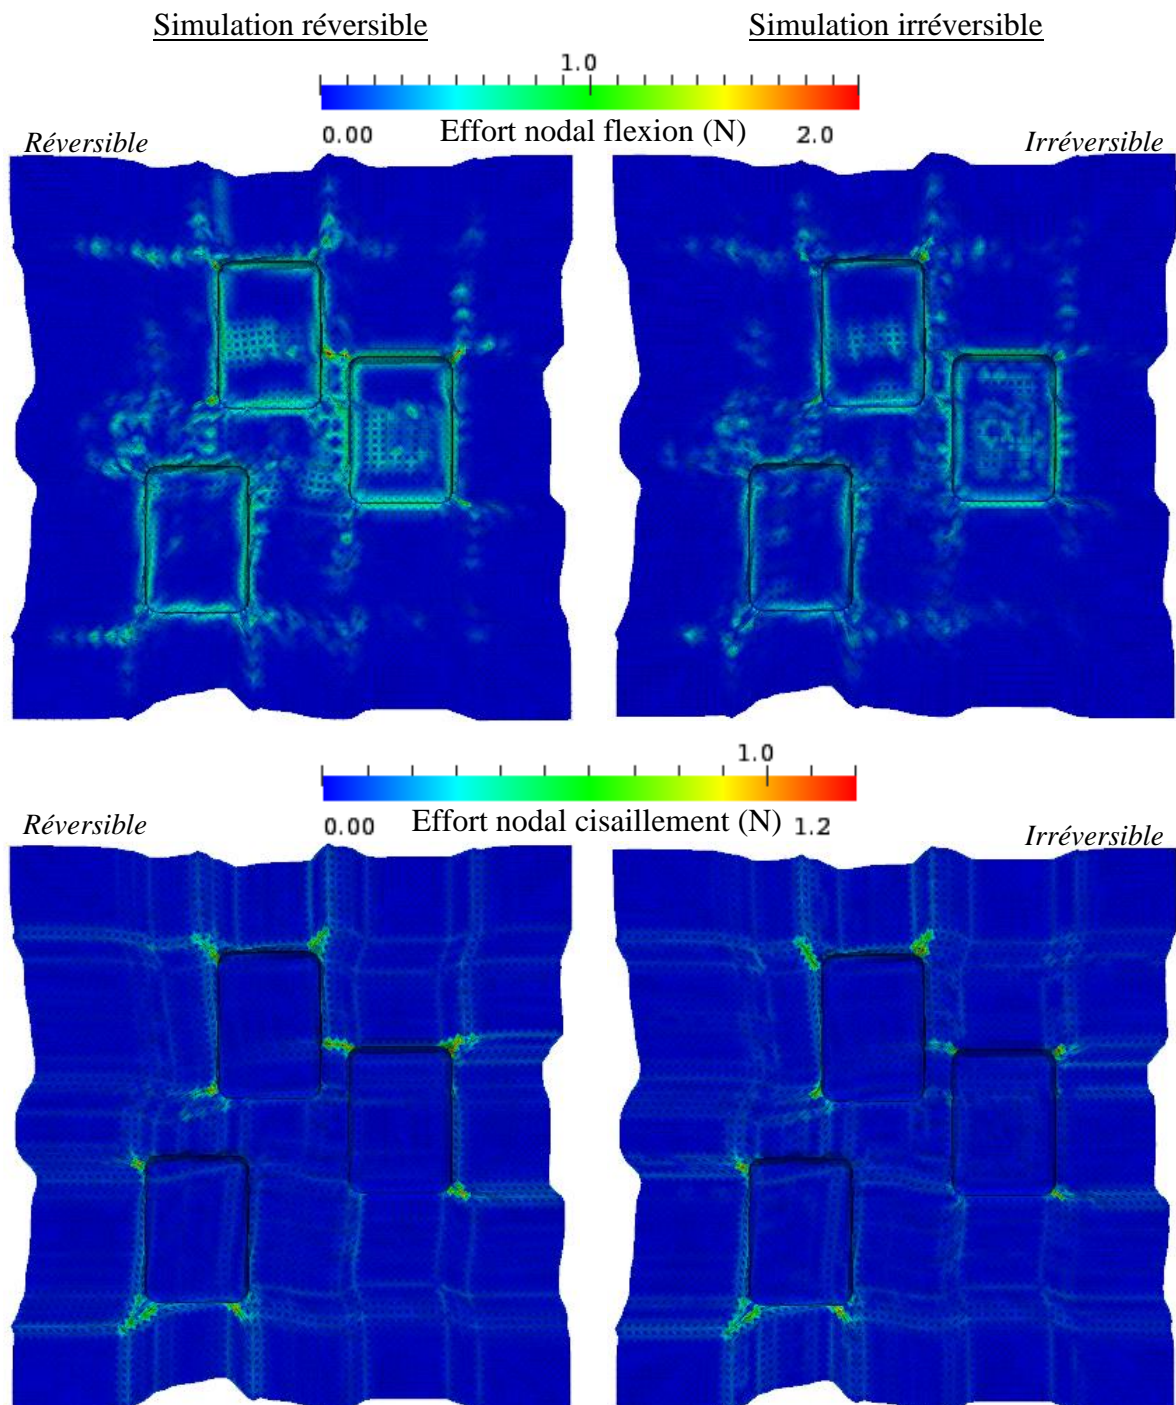 Simulation réversible
Simulation irréversible
1.0
0.00 Effort nodal flexion (N) 2.0
Réversible
Irréversible
1.0
0.00 Effort nodal cisaillement (N) 1.2
Réversible
Irréversible